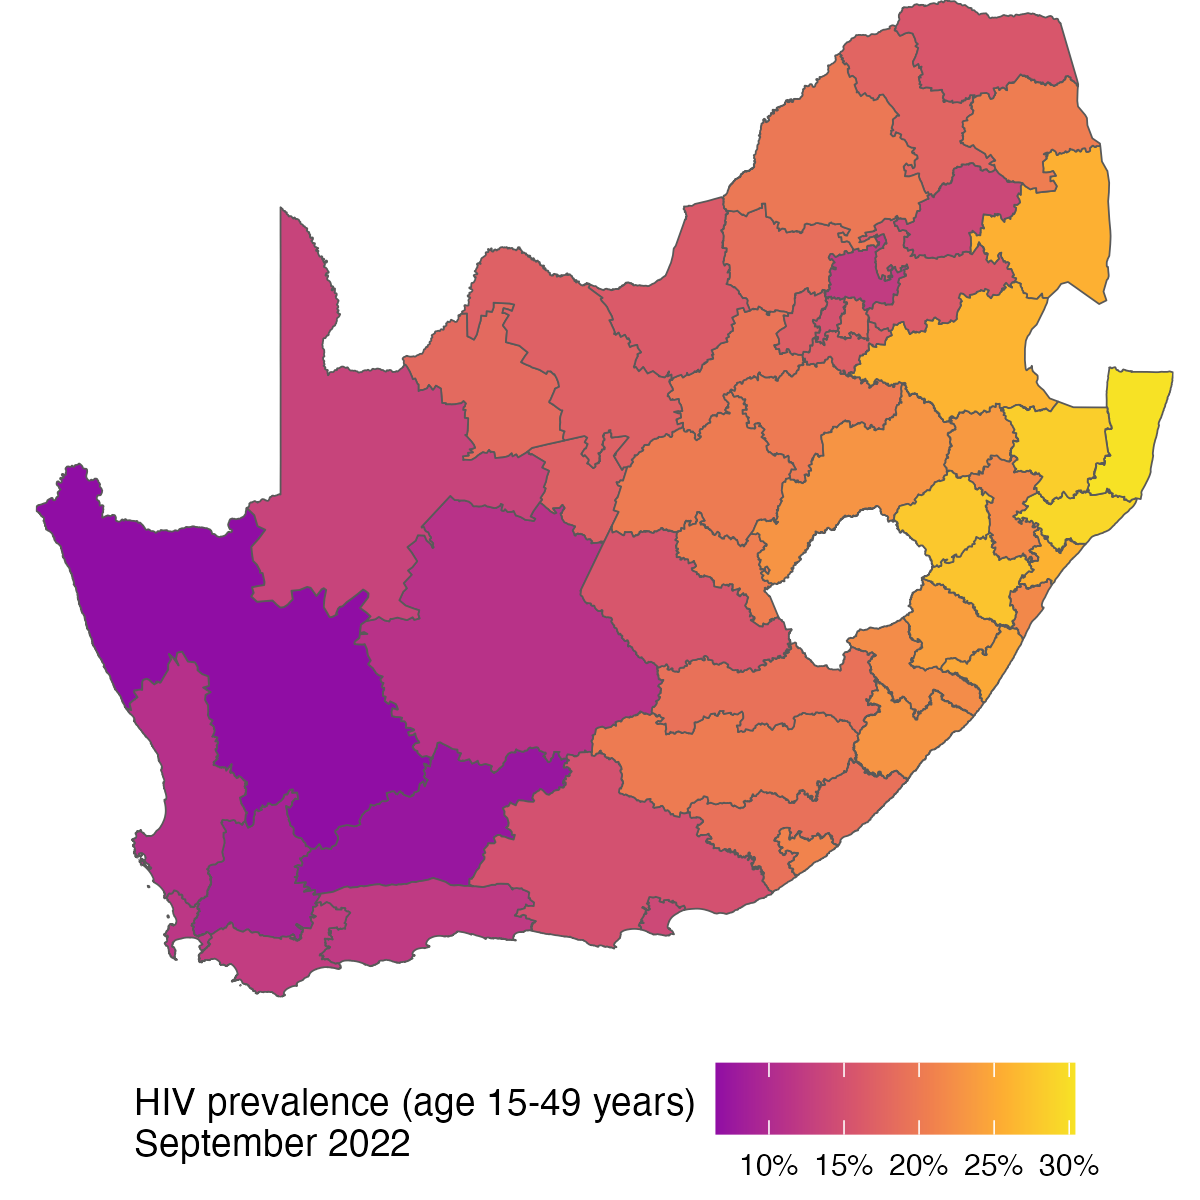 HIV prevalence (age 15-49 years)
September 2022
10% 15% 20% 25% 30%